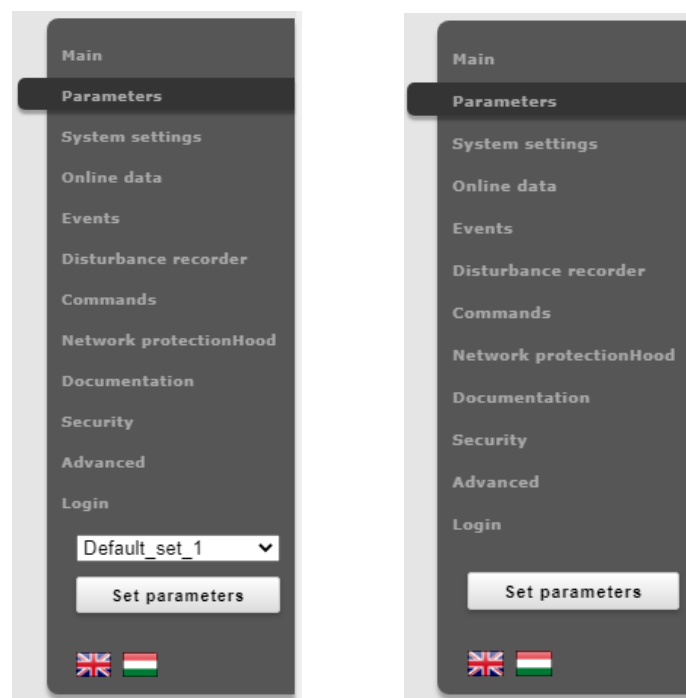 Main
Parameters
System settings
Online data
Events
Disturbance recorder
Commands
Network protectionHood
Documentation
Security
Advanced
Login
Default_set_1
Set parameters
Main
Parameters
System settings
Online data
Events
Disturbance recorder
Commands
Network protectionHood
Documentation
Security
Advanced
Login
Set parameters